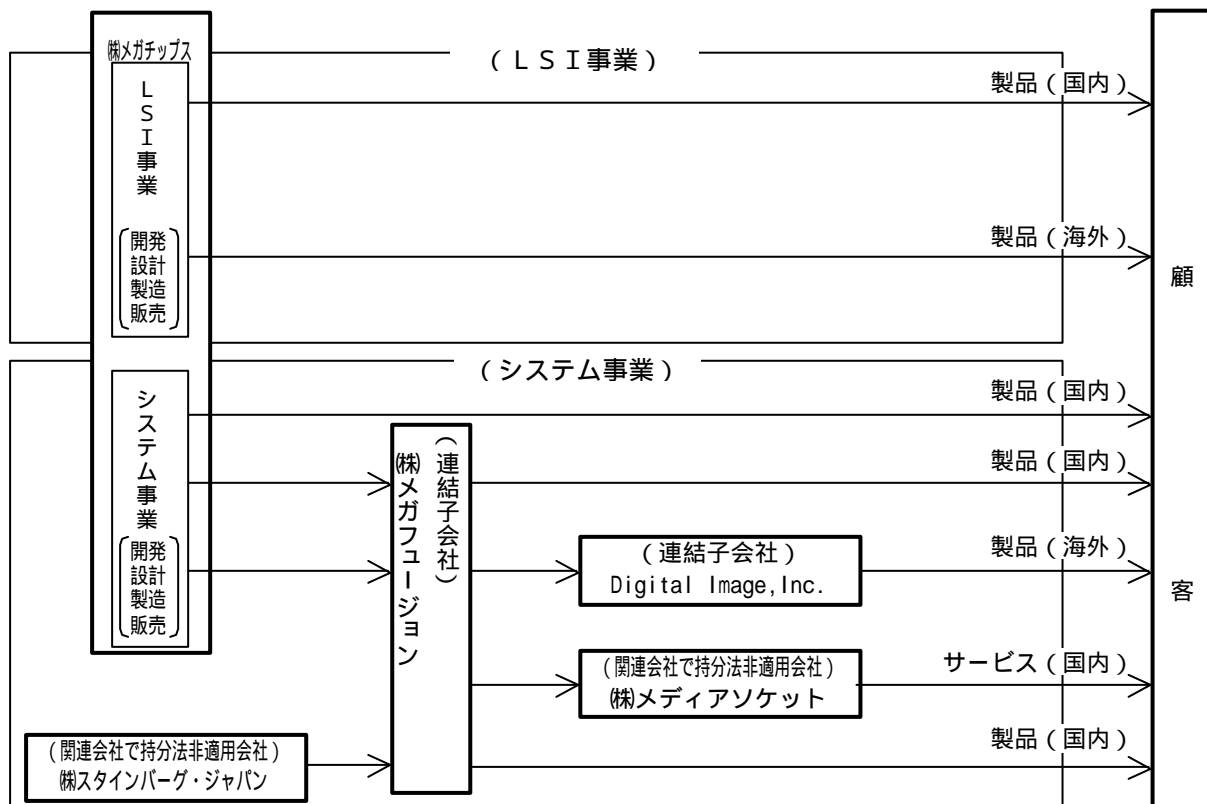 ㈱メガチップス
(ＬＳＩ事業)
LSI事業
開発
設計
製造
販売
製品(国内)
製品(海外)
顧客
(システム事業)
システム事業
開発
設計
製造
販売
製品(国内)
(連結子会社)
㈱メガフュージョン
製品(国内)
(連結子会社)
Digital Image,Inc.
製品(海外)
(関連会社で持分法非適用会社)
㈱メディアソケット
サービス(国内)
(関連会社で持分法非適用会社)
㈱スタインバーグ・ジャパン
製品(国内)